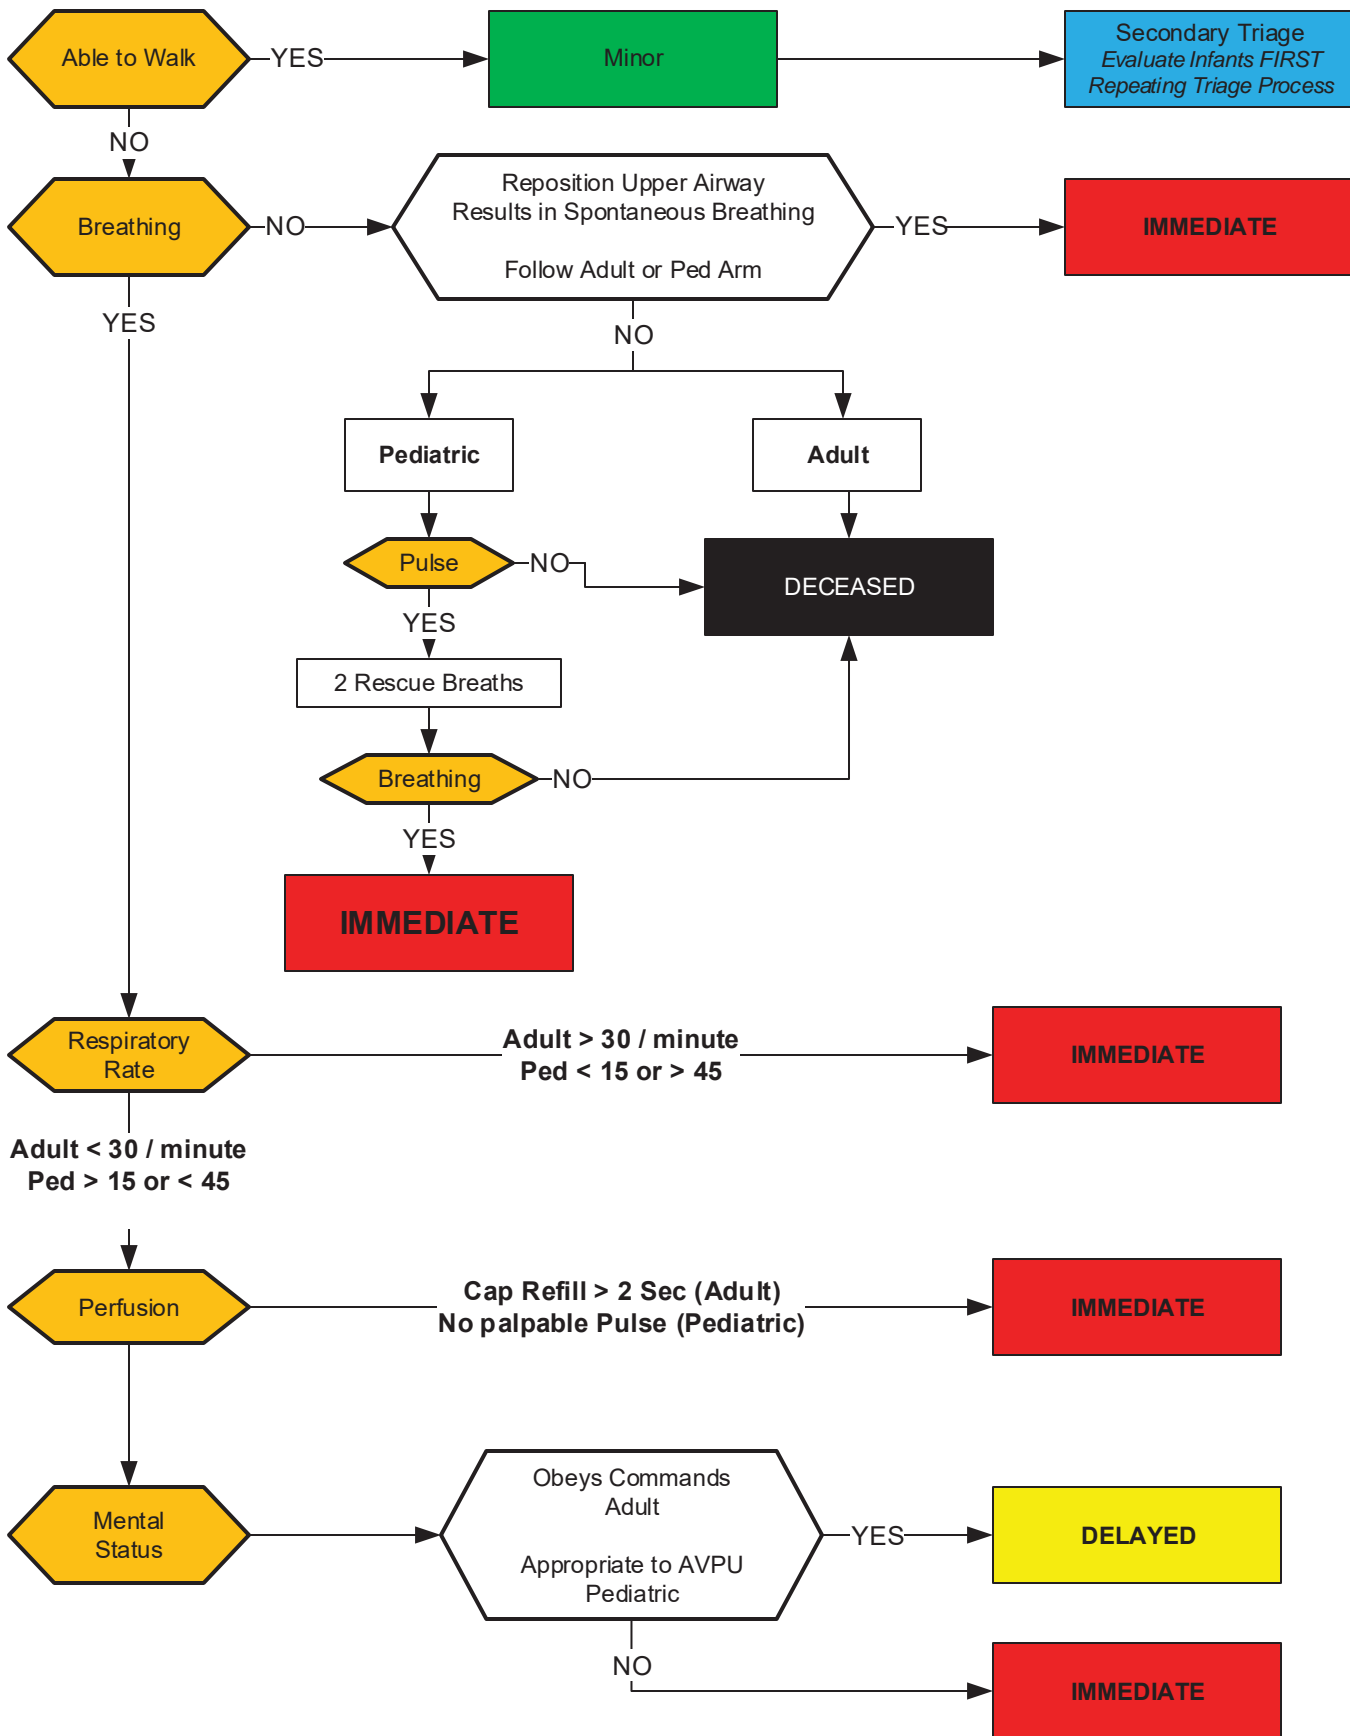 Able to Walk
YES
Minor
Secondary Triage
Evaluate Infants FIRST
Repeating Triage Process
NO
Breathing
NO
Reposition Upper Airway
Results in Spontaneous Breathing
Follow Adult or Ped Arm
YES
IMMEDIATE
YES
NO
Pediatric
Adult
Pulse
NO
DECEASED
YES
2 Rescue Breaths
Breathing
NO
YES
IMMEDIATE
Respiratory
Rate
Adult > 30 / minute
Ped < 15 or > 45
IMMEDIATE
Adult < 30 / minute
Ped > 15 or < 45
Perfusion
Cap Refill > 2 Sec (Adult)
No palpable Pulse (Pediatric)
IMMEDIATE
Mental
Status
Obeys Commands
Adult
Appropriate to AVPU
Pediatric
YES
DELAYED
NO
IMMEDIATE